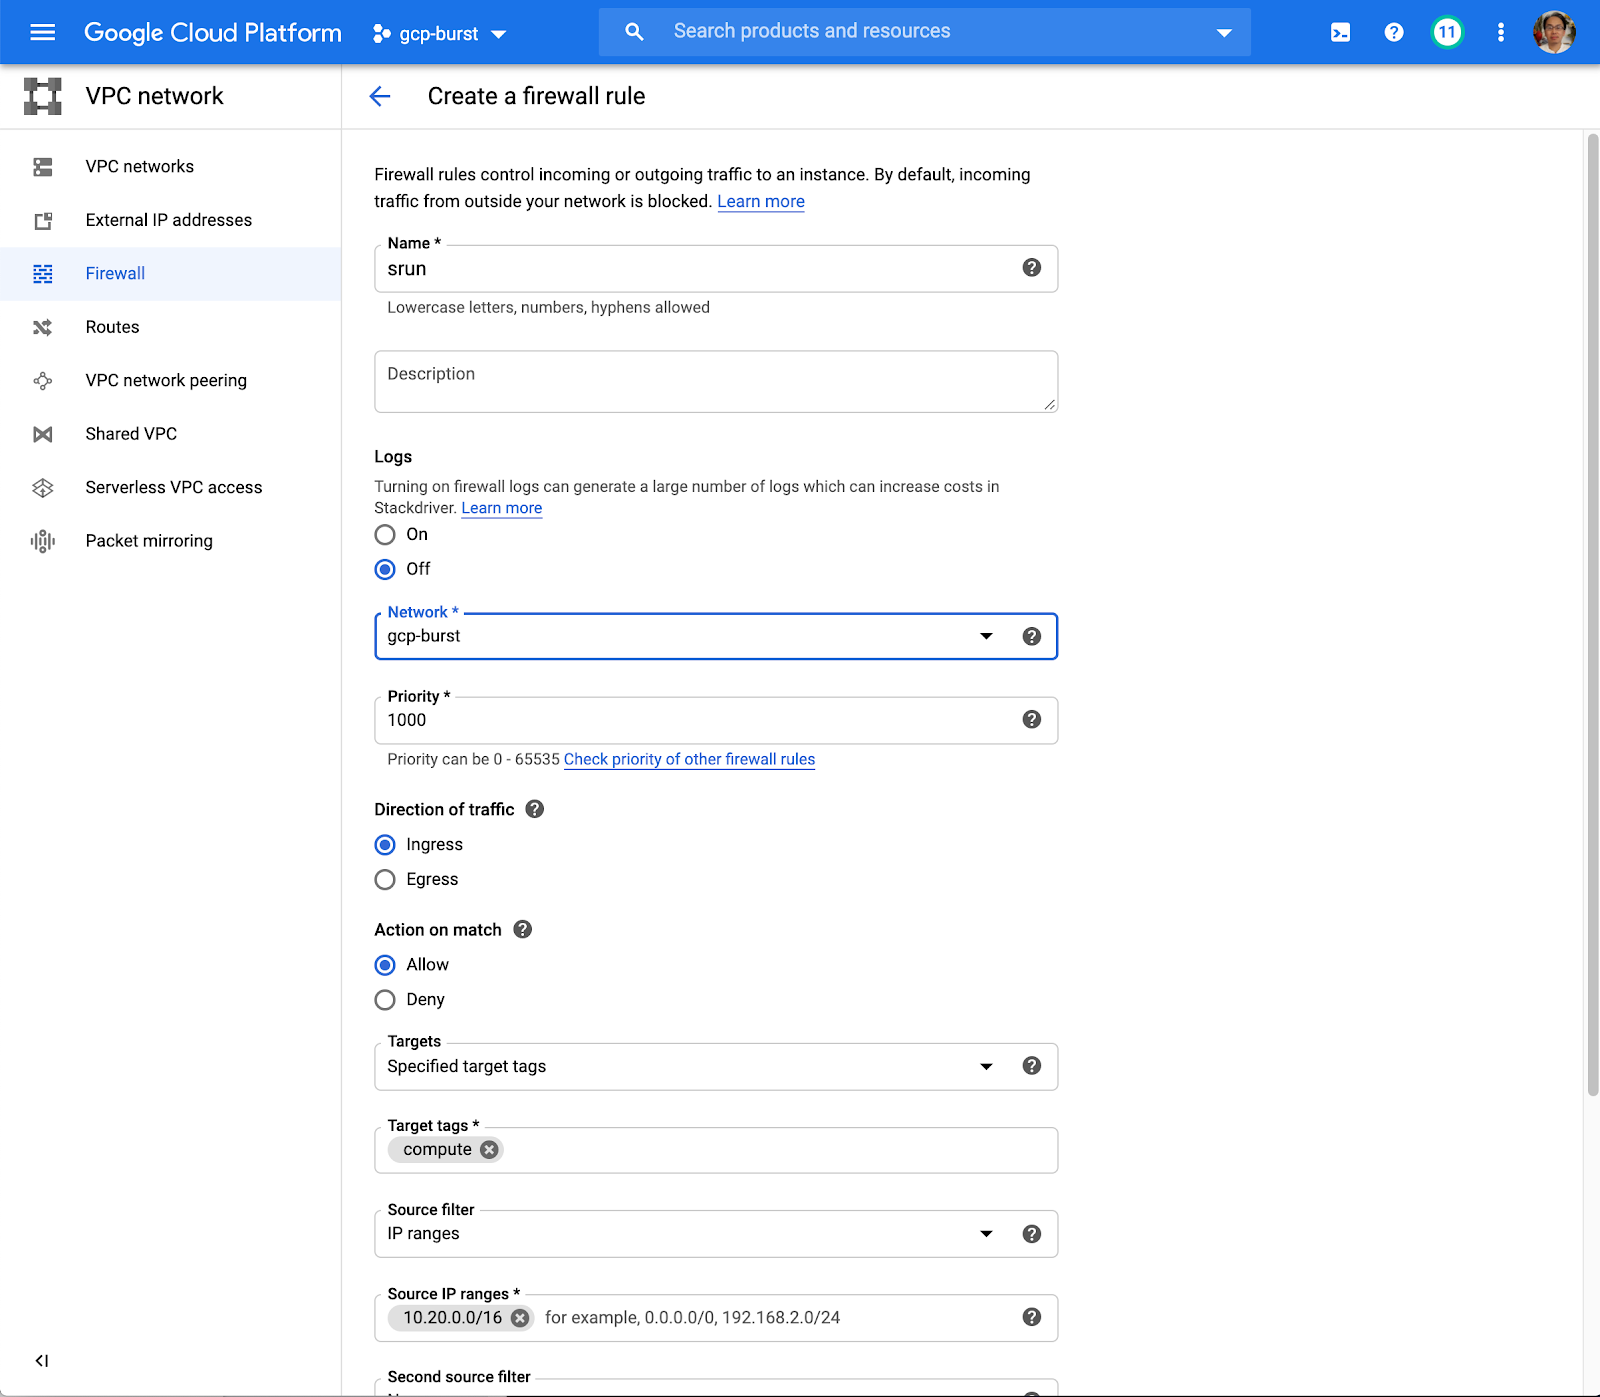 Google Cloud Platform
gcp-burst
Search products and resources
11
VPC network
Create a firewall rule
VPC networks
External IP addresses
Firewall
Routes
VPC network peering
Shared VPC
Serverless VPC access
Packet mirroring
Firewall rules control incoming or outgoing traffic to an instance. By default, incoming
traffic from outside your network is blocked. Learn more
Name *
srun
Lowercase letters, numbers, hyphens allowed
Description
Logs
Turning on firewall logs can generate a large number of logs which can increase costs in
Stackdriver. Learn more
On
Off
Network *
gcp-burst
Priority *
1000
Priority can be 0 - 65535 Check priority of other firewall rules
Direction of traffic
Ingress
Egress
Action on match
Allow
Deny
Targets
Specified target tags
Target tags *
compute
Source filter
IP ranges
Source IP ranges *
10.20.0.0/16 for example, 0.0.0.0/0, 192.168.2.0/24
Second source filter